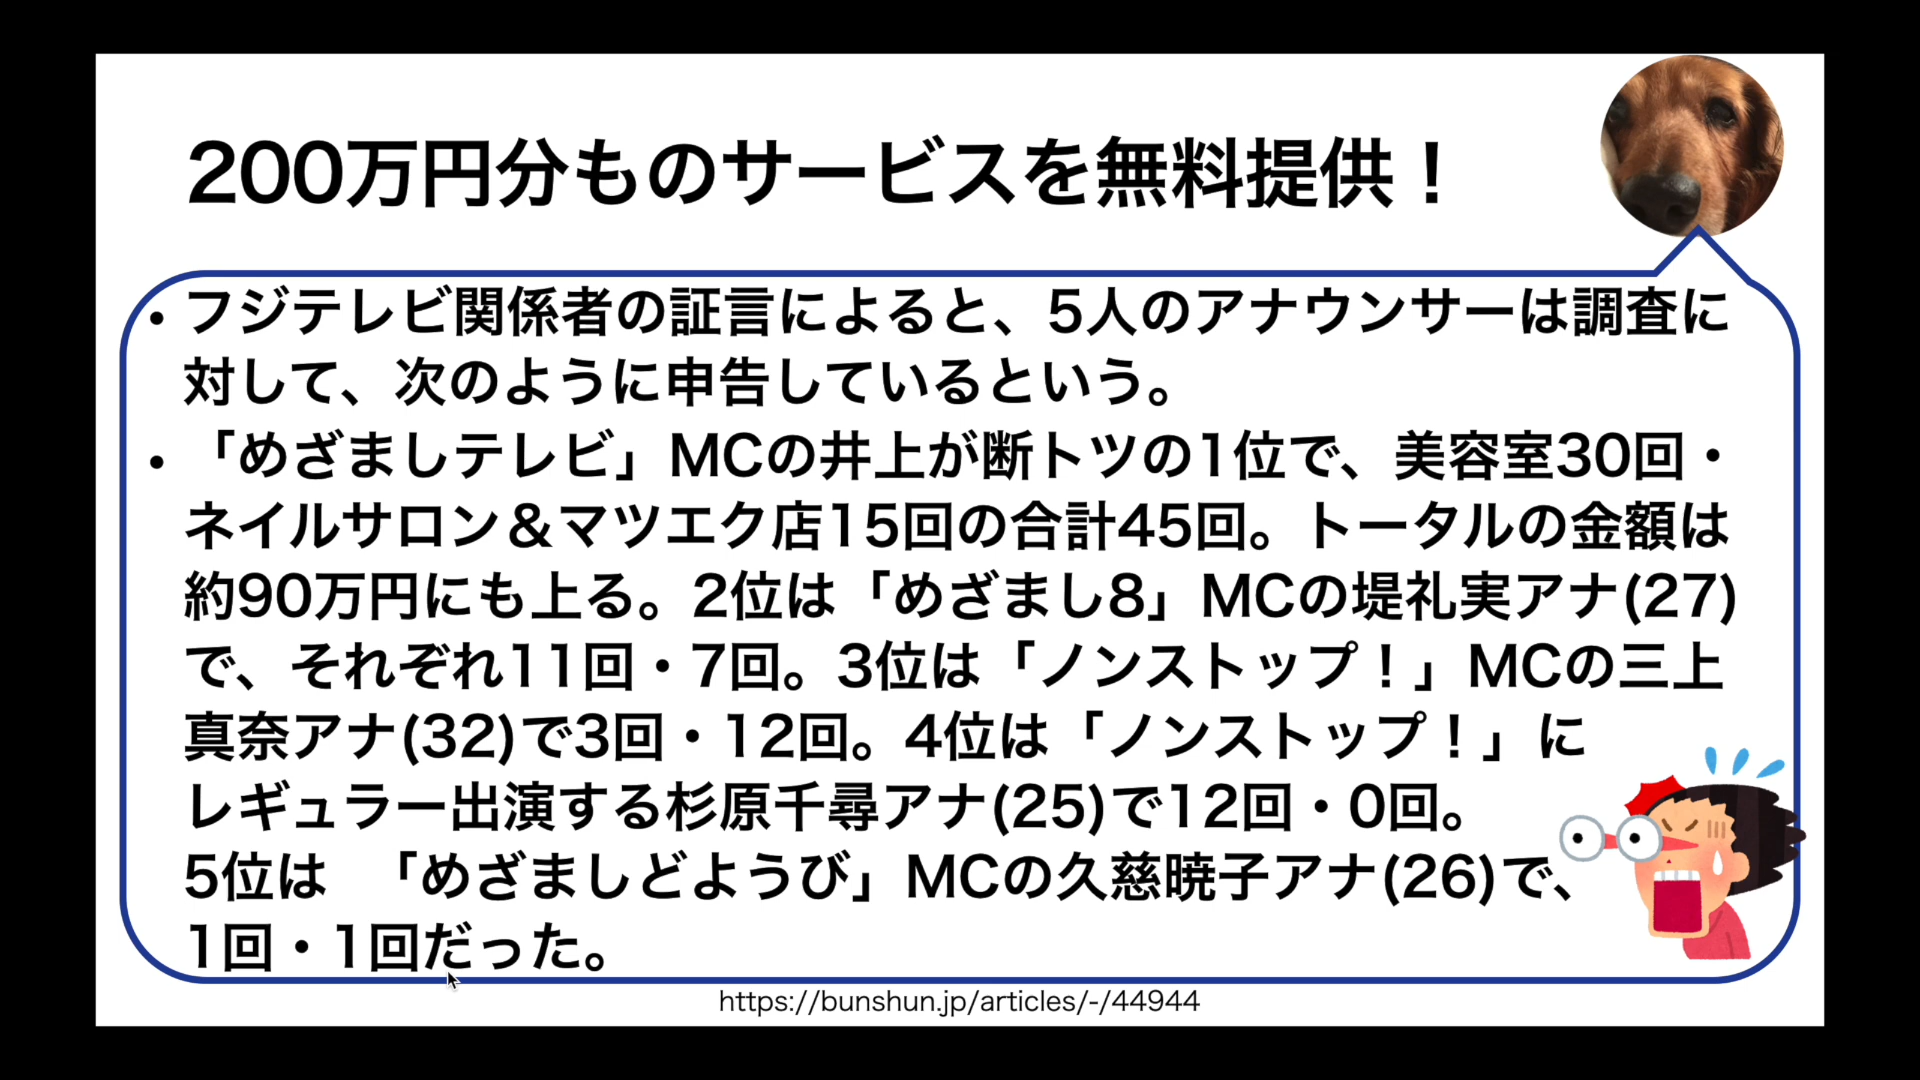 200万円分ものサービスを無料提供！
• フジテレビ関係者の証言によると、5人のアナウンサーは調査に
対して、次のように申告しているという。
• 「めざましテレビ」MCの井上が断トツの1位で、美容室30回・
ネイルサロン＆マツエク店15回の合計45回。トータルの金額は
約90万円にも上る。2位は「めざまし8」MCの堤礼実アナ(27)
で、それぞれ11回・7回。3位は「ノンストップ！」MCの三上
真奈アナ(32)で3回・12回。4位は「ノンストップ！」に
レギュラー出演する杉原千尋アナ(25)で12回・0回。
5位は　「めざましどようび」MCの久慈暁子アナ(26)で、
1回・1回だった。
https://bunshun.jp/articles/-/44944